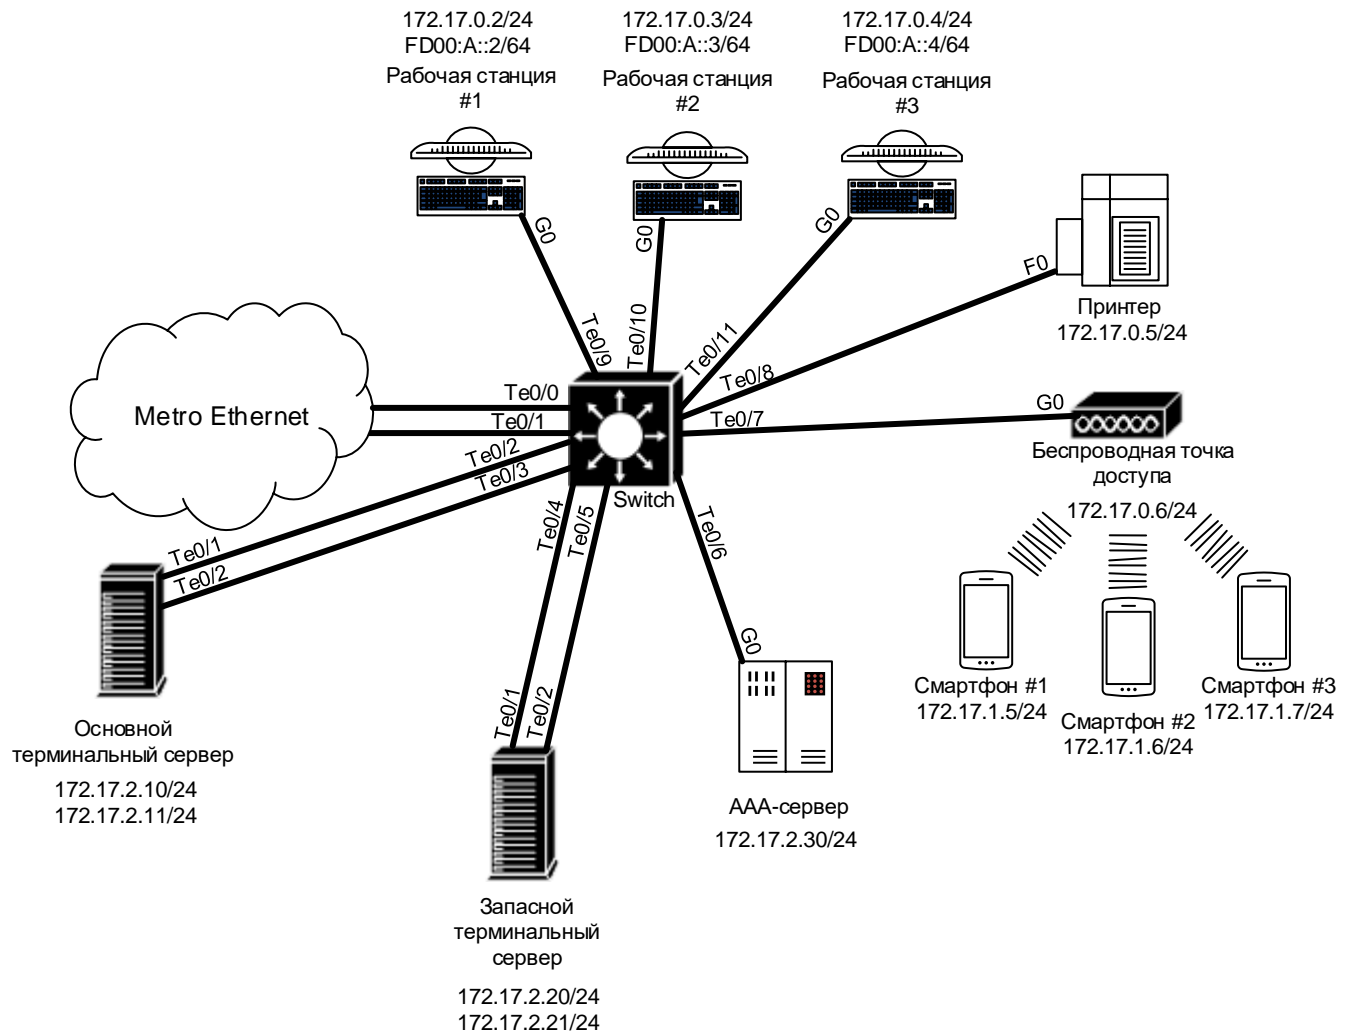 172.17.0.2/24
FD00:A::2/64
Рабочая станция
#1
172.17.0.3/24
FD00:A::3/64
Рабочая станция
#2
172.17.0.4/24
FD00:A::4/64
Рабочая станция
#3
G0
G0
G0
F0
Принтер
172.17.0.5/24
Te0/9
Te0/10
Te0/11
Te0/8
Metro Ethernet
Te0/0
Te0/1
Te0/2
Te0/3
Te0/7
G0
Беспроводная точка
доступа
172.17.0.6/24
Switch
Te0/4
Te0/5
Te0/6
Te0/1
Te0/2
G0
Te0/1
Te0/2
Смартфон #1
172.17.1.5/24
Смартфон #2
172.17.1.6/24
Смартфон #3
172.17.1.7/24
Основной
терминальный сервер
172.17.2.10/24
172.17.2.11/24
ААА-сервер
172.17.2.30/24
Запасной
терминальный
сервер
172.17.2.20/24
172.17.2.21/24